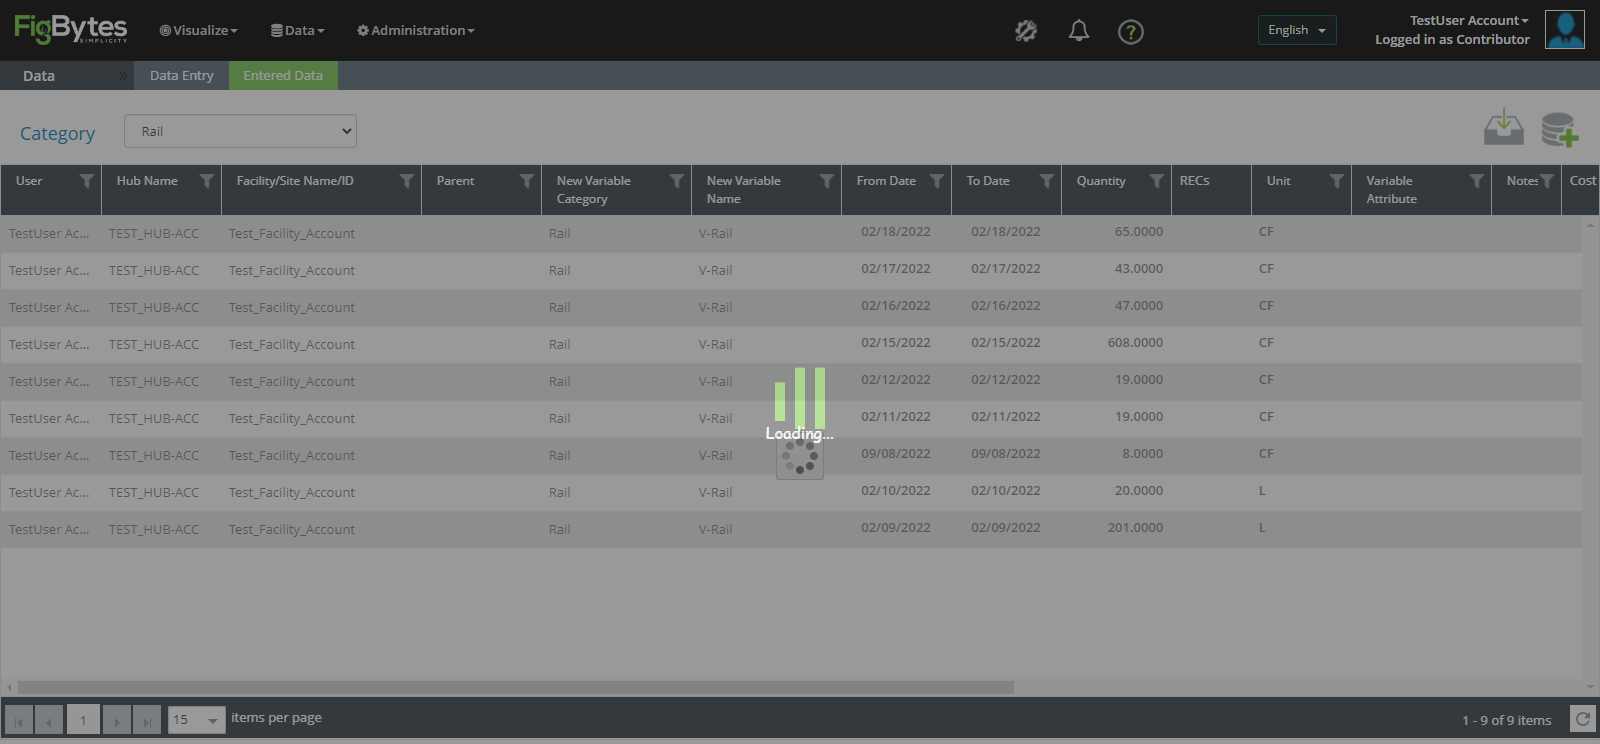 FigBytes
SIMPLICITY
Visualize
Data
Administration
?
English
TestUser Account
Logged in as Contributor
Data
Data Entry
Entered Data
Category
Rail
User
Hub Name
Facility/Site Name/ID
Parent
New Variable Category
New Variable Name
From Date
To Date
Quantity
RECs
Unit
Variable Attribute
Notes
Cost
TestUser Ac... TEST_HUB-ACC Test_Facility_Account Rail V-Rail 02/18/2022 02/18/2022 65.0000 CF
TestUser Ac... TEST_HUB-ACC Test_Facility_Account Rail V-Rail 02/17/2022 02/17/2022 43.0000 CF
TestUser Ac... TEST_HUB-ACC Test_Facility_Account Rail V-Rail 02/16/2022 02/16/2022 47.0000 CF
TestUser Ac... TEST_HUB-ACC Test_Facility_Account Rail V-Rail 02/15/2022 02/15/2022 608.0000 CF
TestUser Ac... TEST_HUB-ACC Test_Facility_Account Rail V-Rail 02/12/2022 02/12/2022 19.0000 CF
TestUser Ac... TEST_HUB-ACC Test_Facility_Account Rail V-Rail 02/11/2022 02/11/2022 19.0000 CF
Loading...
TestUser Ac... TEST_HUB-ACC Test_Facility_Account Rail V-Rail 09/08/2022 09/08/2022 8.0000 CF
TestUser Ac... TEST_HUB-ACC Test_Facility_Account Rail V-Rail 02/10/2022 02/10/2022 20.0000 L
TestUser Ac... TEST_HUB-ACC Test_Facility_Account Rail V-Rail 02/09/2022 02/09/2022 201.0000 L
1
15
items per page
1 - 9 of 9 items